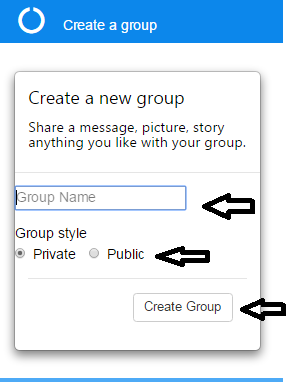 Create a group
Create a new group
Share a message, picture, story
anything you like with your group.
Group Name
Group style
Private Public
Create Group